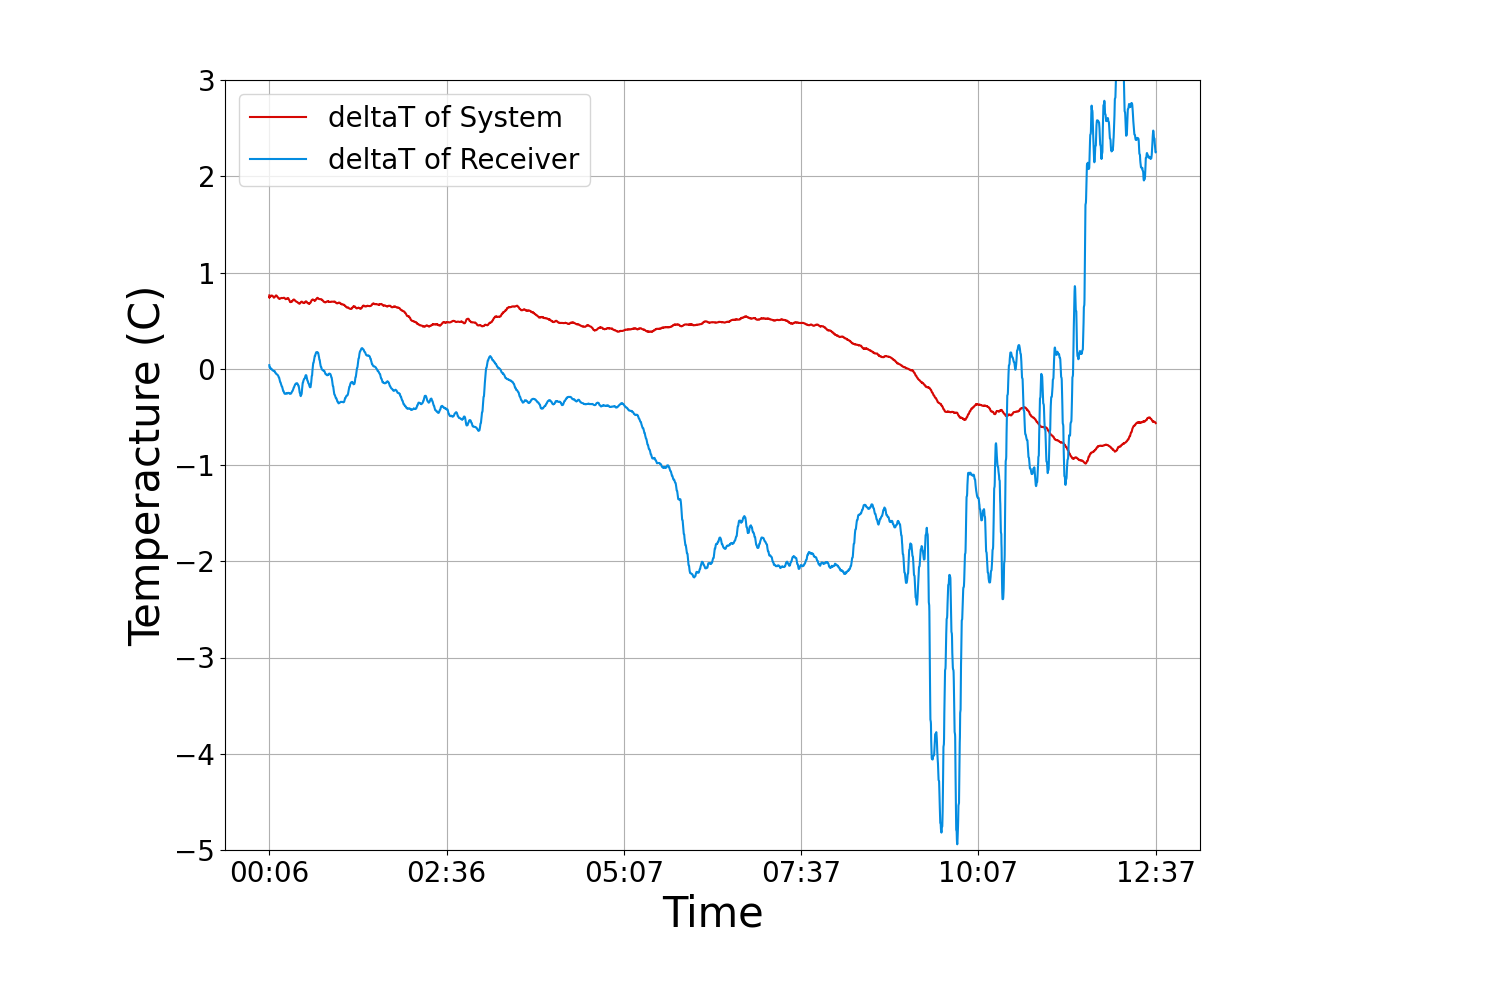 deltaT of System
deltaT of Receiver
Temperacture (C)
3
2
1
0
−1
−2
−3
−4
−5
00:06 02:36 05:07 07:37 10:07 12:37
Time